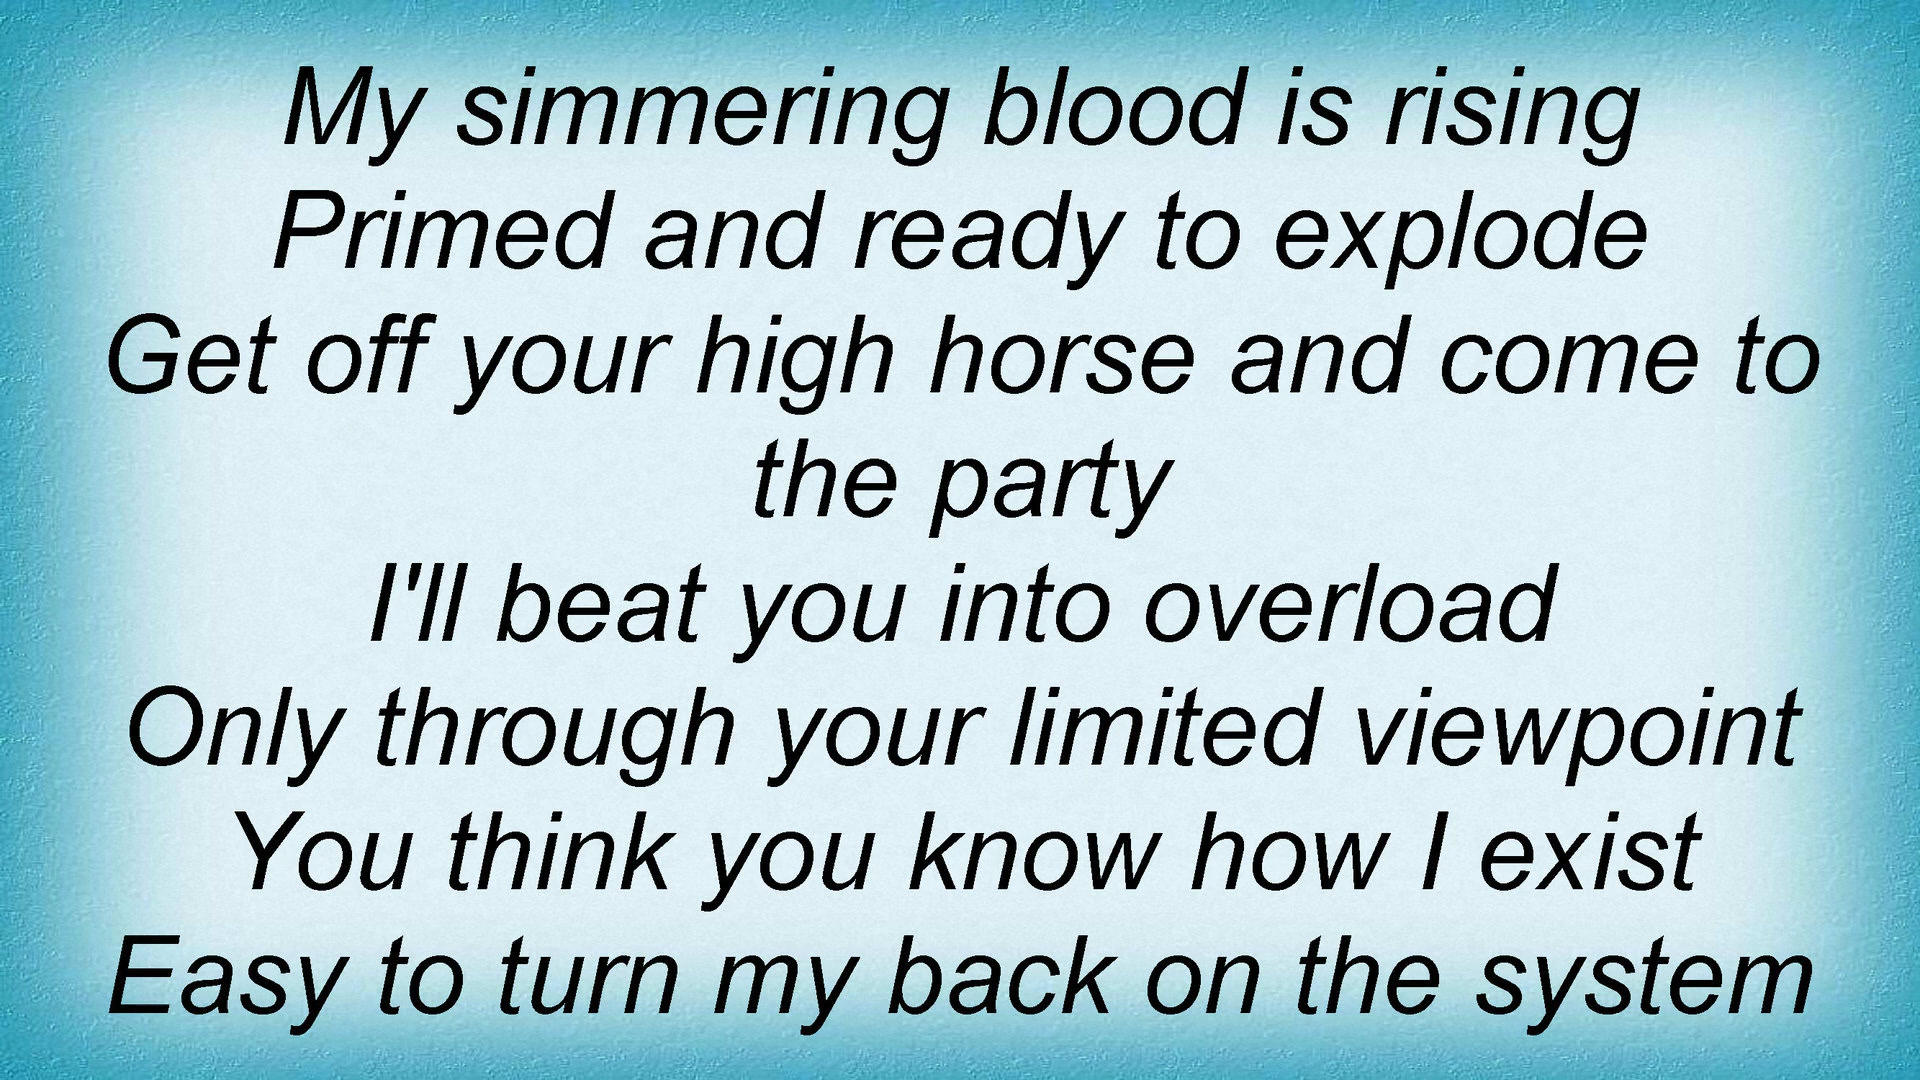 My simmering blood is rising
Primed and ready to explode
Get off your high horse and come to
the party
I'll beat you into overload
Only through your limited viewpoint
You think you know how I exist
Easy to turn my back on the system